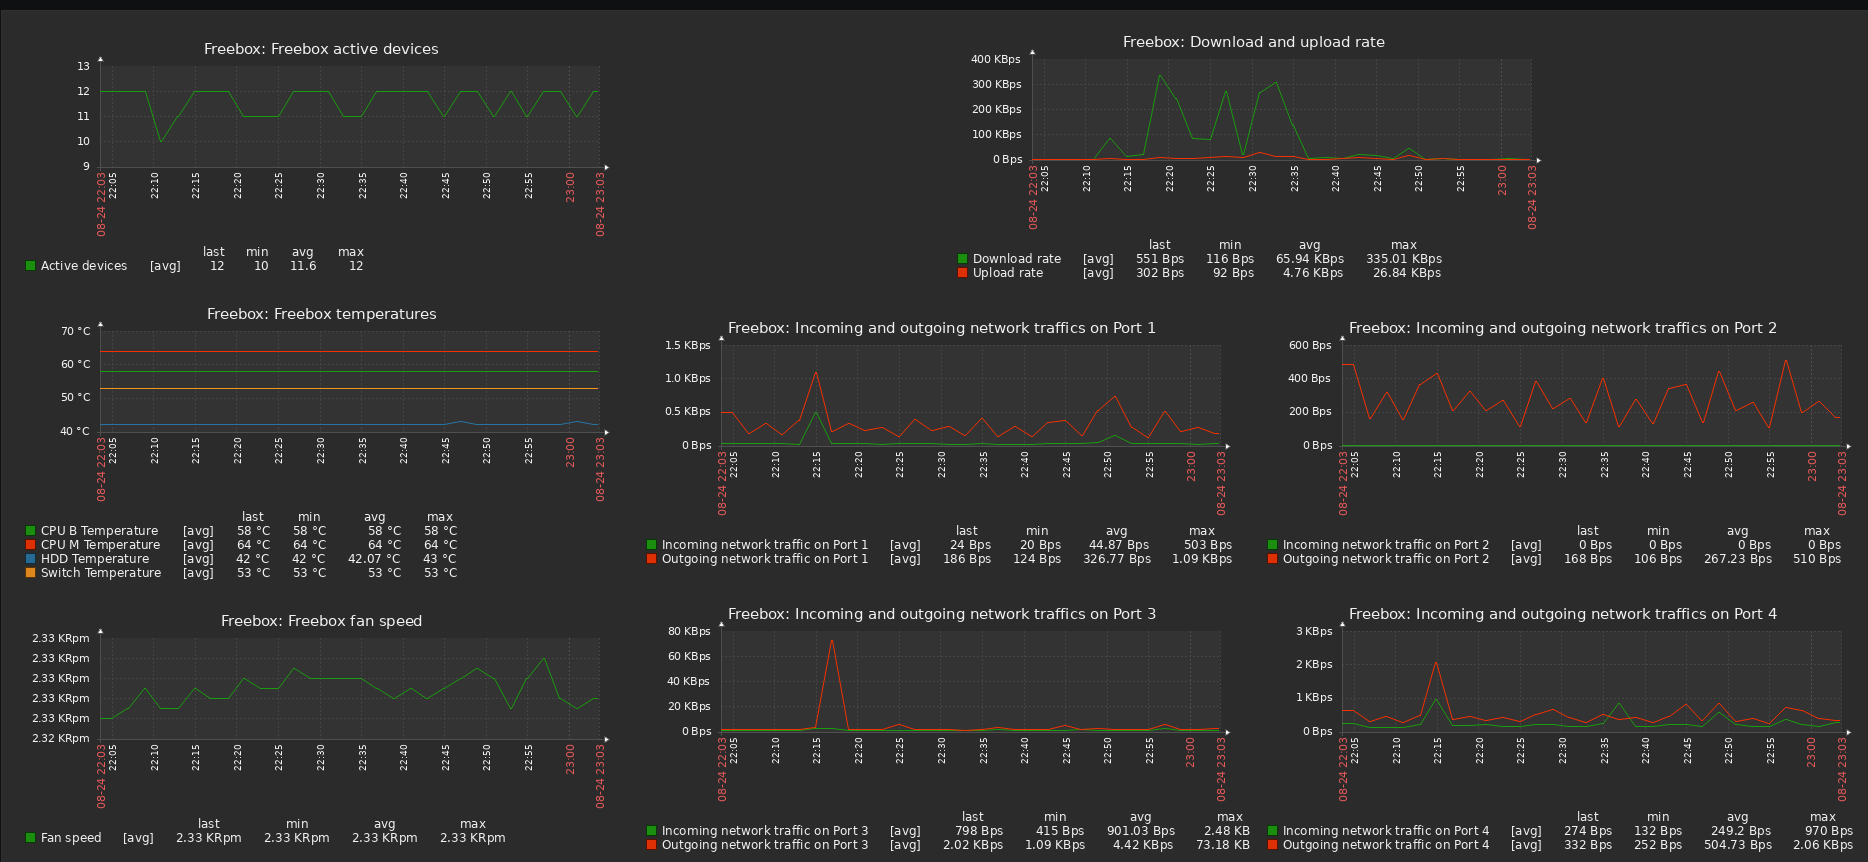 Freebox: Freebox active devices
13
12
11
10
9
08-24 22:03 22:05 22:10 22:15 22:20 22:25 22:30 22:35 22:40 22:45 22:50 22:55 23:00 08-24 23:03
last min avg max
Active devices [avg] 12 10 11.6 12
Freebox: Download and upload rate
400 KBps
300 KBps
200 KBps
100 KBps
0 Bps
08-24 22:03 22:05 22:10 22:15 22:20 22:25 22:30 22:35 22:40 22:45 22:50 22:55 23:00 08-24 23:03
last min avg max
Download rate [avg] 551 Bps 116 Bps 65.94 KBps 335.01 KBps
Upload rate [avg] 302 Bps 92 Bps 4.76 KBps 26.84 KBps
Freebox: Freebox temperatures
70 °C
60 °C
50 °C
40 °C
08-24 22:03 22:05 22:10 22:15 22:20 22:25 22:30 22:35 22:40 22:45 22:50 22:55 23:00 08-24 23:03
last min avg max
CPU B Temperature [avg] 58 °C 58 °C 58 °C 58 °C
CPU M Temperature [avg] 64 °C 64 °C 64 °C 64 °C
HDD Temperature [avg] 42 °C 42 °C 42.07 °C 43 °C
Switch Temperature [avg] 53 °C 53 °C 53 °C 53 °C
Freebox: Incoming and outgoing network traffics on Port 1
1.5 KBps
1.0 KBps
0.5 KBps
0 Bps
08-24 22:03 22:05 22:10 22:15 22:20 22:25 22:30 22:35 22:40 22:45 22:50 22:55 23:00 08-24 23:03
last min avg max
Incoming network traffic on Port 1 [avg] 24 Bps 20 Bps 44.87 Bps 503 Bps
Outgoing network traffic on Port 1 [avg] 186 Bps 124 Bps 326.77 Bps 1.09 KBps
Freebox: Incoming and outgoing network traffics on Port 2
600 Bps
400 Bps
200 Bps
0 Bps
08-24 22:03 22:05 22:10 22:15 22:20 22:25 22:30 22:35 22:40 22:45 22:50 22:55 23:00 08-24 23:03
last min avg max
Incoming network traffic on Port 2 [avg] 0 Bps 0 Bps 0 Bps 0 Bps
Outgoing network traffic on Port 2 [avg] 168 Bps 106 Bps 267.23 Bps 510 Bps
Freebox: Freebox fan speed
2.33 KRpm
2.33 KRpm
2.33 KRpm
2.33 KRpm
2.33 KRpm
2.32 KRpm
08-24 22:03 22:05 22:10 22:15 22:20 22:25 22:30 22:35 22:40 22:45 22:50 22:55 23:00 08-24 23:03
last min avg max
Fan speed [avg] 2.33 KRpm 2.33 KRpm 2.33 KRpm 2.33 KRpm
Freebox: Incoming and outgoing network traffics on Port 3
80 KBps
60 KBps
40 KBps
20 KBps
0 Bps
08-24 22:03 22:05 22:10 22:15 22:20 22:25 22:30 22:35 22:40 22:45 22:50 22:55 23:00 08-24 23:03
last min avg max
Incoming network traffic on Port 3 [avg] 798 Bps 415 Bps 901.03 Bps 2.48 KB
Outgoing network traffic on Port 3 [avg] 2.02 KBps 1.09 KBps 4.42 KBps 73.18 KB
Freebox: Incoming and outgoing network traffics on Port 4
3 KBps
2 KBps
1 KBps
0 Bps
08-24 22:03 22:05 22:10 22:15 22:20 22:25 22:30 22:35 22:40 22:45 22:50 22:55 23:00 08-24 23:03
last min avg max
Incoming network traffic on Port 4 [avg] 274 Bps 132 Bps 249.2 Bps 970 Bps
Outgoing network traffic on Port 4 [avg] 332 Bps 252 Bps 504.73 Bps 2.06 KBps